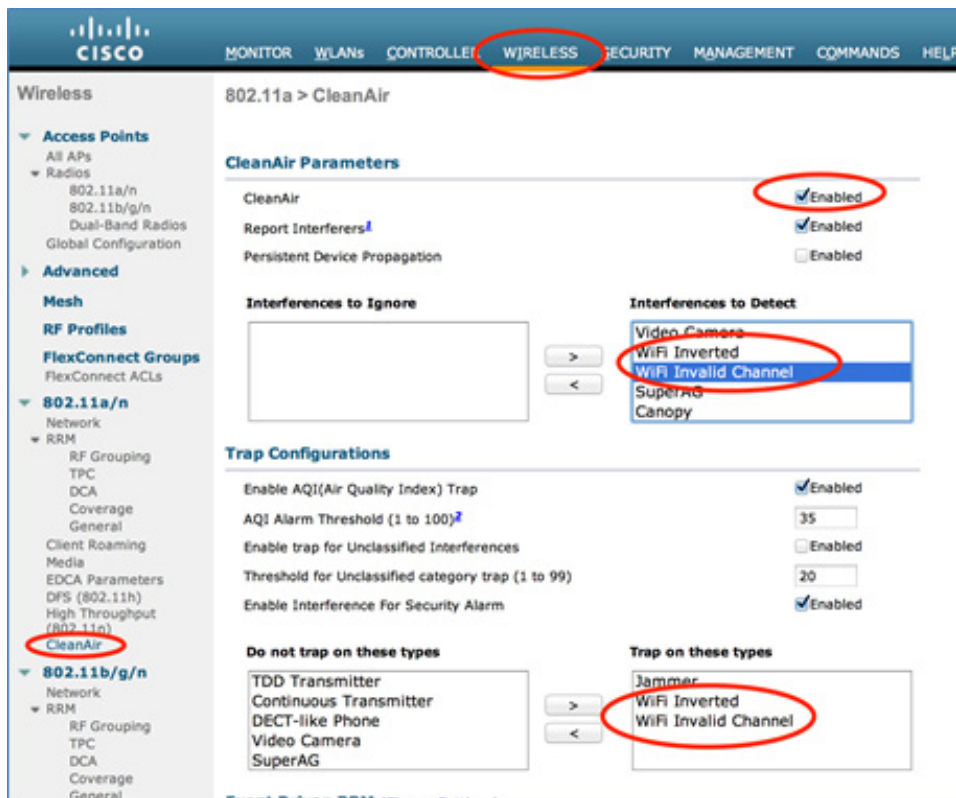 CISCO
MONITOR WLANs CONTROLLER WIRELESS SECURITY MANAGEMENT COMMANDS HELP
Wireless
Access Points
All APs
Radios
802.11a/n
802.11b/g/n
Dual-Band Radios
Global Configuration
Advanced
Mesh
RF Profiles
FlexConnect Groups
FlexConnect ACLs
802.11a/n
Network
RRM
RF Grouping
TPC
DCA
Coverage
General
Client Roaming
Media
EDCA Parameters
DFS (802.11h)
High Throughput
(802.11n)
CleanAir
802.11b/g/n
Network
RRM
RF Grouping
TPC
DCA
Coverage
General
802.11a > CleanAir
CleanAir Parameters
CleanAir Enabled
Report Interferers1 Enabled
Persistent Device Propagation Enabled
Interferences to Ignore
Interferences to Detect
>
<
Video Camera
WiFi Inverted
WiFi Invalid Channel
SuperAG
Canopy
Trap Configurations
Enable AQI(Air Quality Index) Trap Enabled
AQI Alarm Threshold (1 to 100)2 35
Enable trap for Unclassified Interferences Enabled
Threshold for Unclassified category trap (1 to 99) 20
Enable Interference For Security Alarm Enabled
Do not trap on these types
TDD Transmitter
Continuous Transmitter
DECT-like Phone
Video Camera
SuperAG
>
<
Trap on these types
Jammer
WiFi Inverted
WiFi Invalid Channel